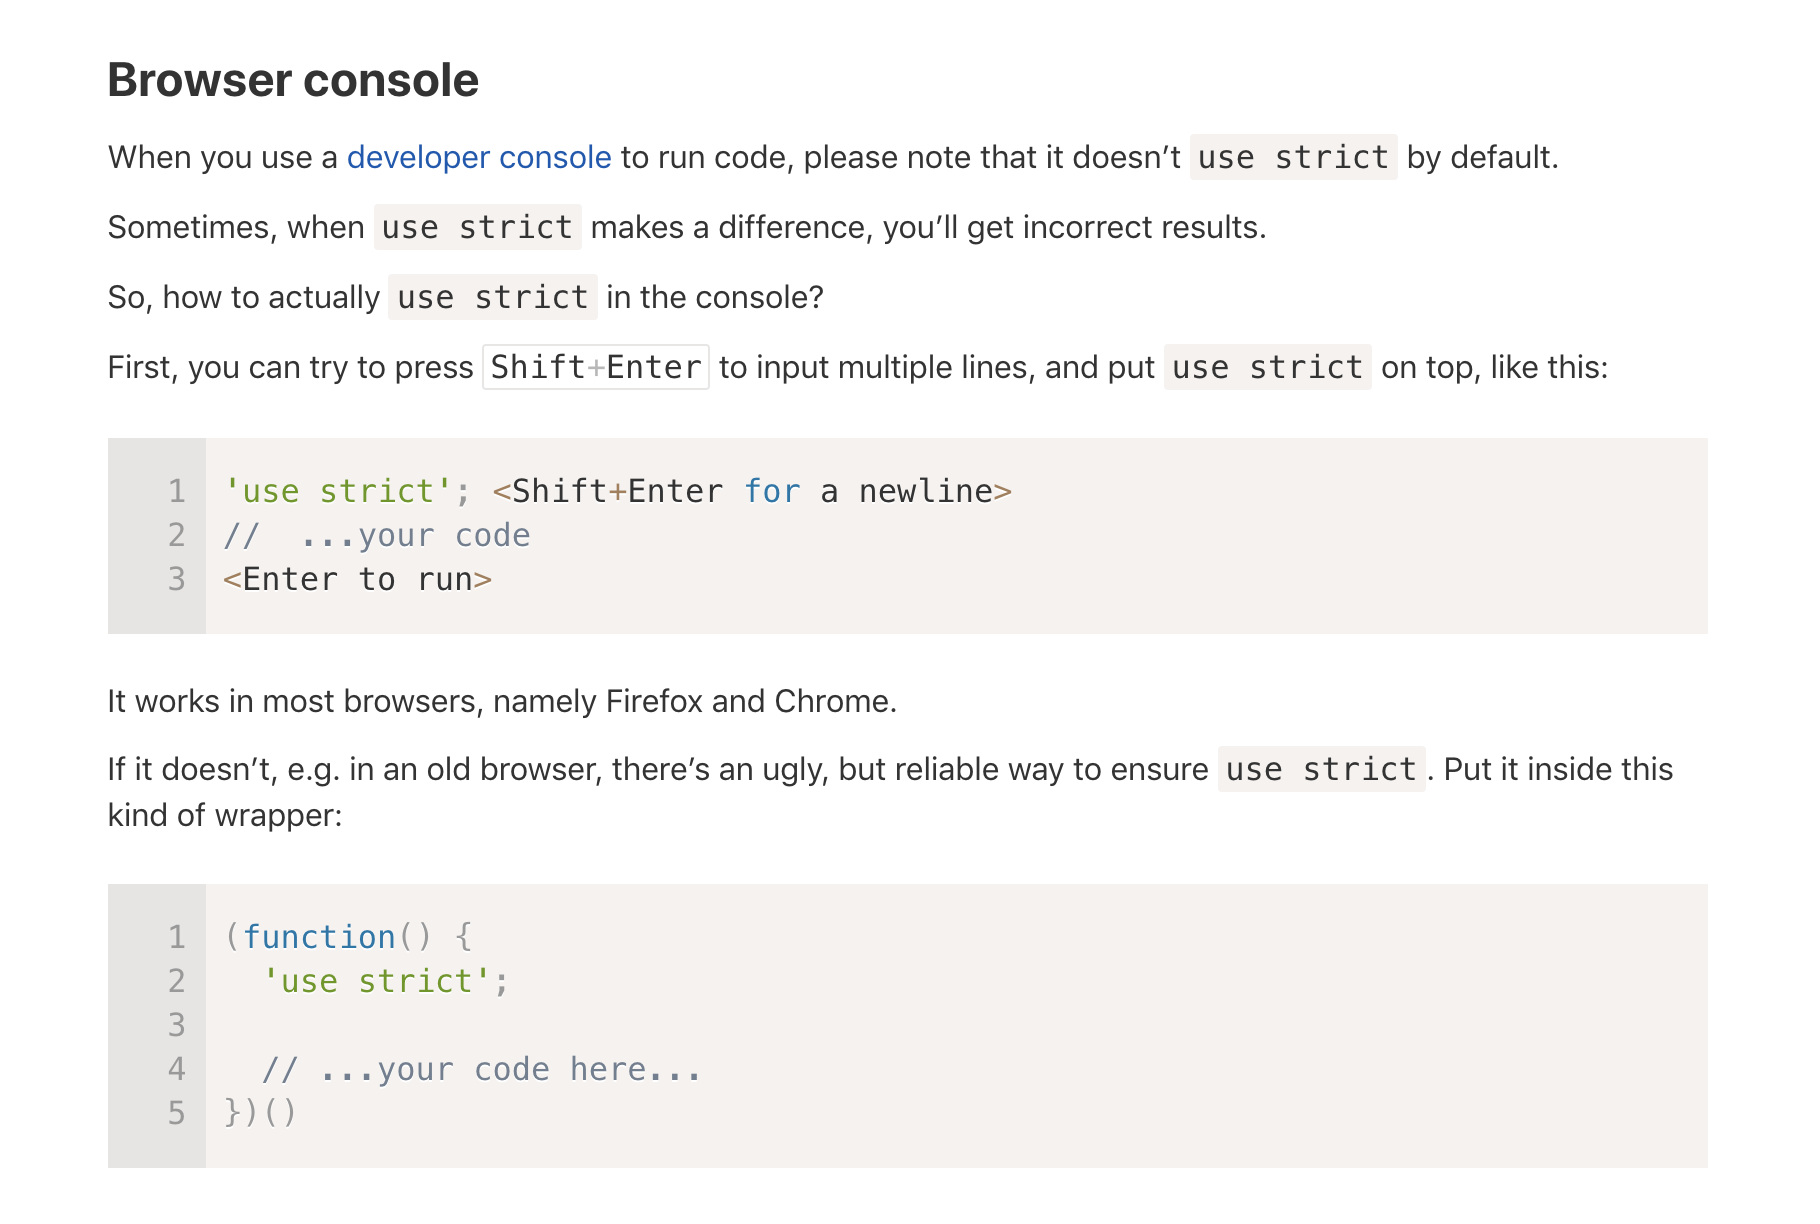 Browser console
When you use a developer console to run code, please note that it doesn’t use strict by default.
Sometimes, when use strict makes a difference, you’ll get incorrect results.
So, how to actually use strict in the console?
First, you can try to press Shift+Enter to input multiple lines, and put use strict on top, like this:
1 'use strict'; <Shift+Enter for a newline>
2 //  ...your code
3 <Enter to run>
It works in most browsers, namely Firefox and Chrome.
If it doesn’t, e.g. in an old browser, there’s an ugly, but reliable way to ensure use strict. Put it inside this
kind of wrapper:
1 (function() {
2   'use strict';
3
4   // ...your code here...
5 })()